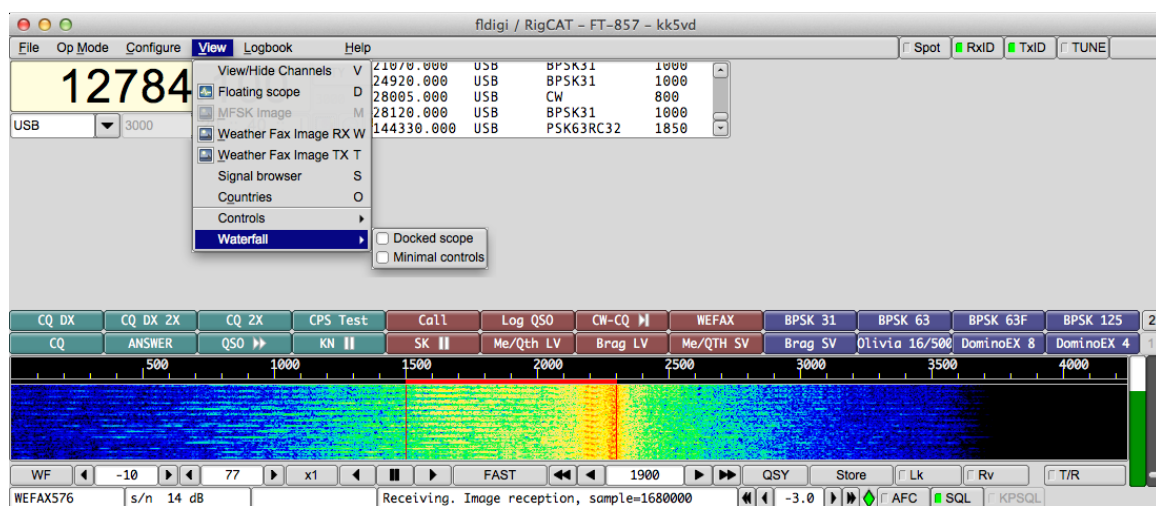 fldigi / RigCAT - FT-857 - kk5vd
File Op Mode Configure View Logbook Help Spot RxID TxID TUNE
12784
View/Hide Channels V
Floating scope D
MFSK Image M
Weather Fax Image RX W
Weather Fax Image TX T
Signal browser S
Countries O
Controls
Waterfall
Docked scope
Minimal controls
21070.000 USB BPSK31 1000
24920.000 USB BPSK31 1000
28005.000 USB CW 800
28120.000 USB BPSK31 1000
144330.000 USB PSK63RC32 1850
USB 3000
CQ DX CQ DX 2X CQ 2X CPS Test Call Log QSO CW-CQ WEFAX BPSK 31 BPSK 63 BPSK 63F BPSK 125 2
CQ ANSWER QSO KN SK Me/Qth LV Brag LV Me/QTH SV Brag SV Olivia 16/500 DominoEX 8 DominoEX 4 1
500 1000 1500 2000 2500 3000 3500 4000
WF -10 77 x1 FAST 1900 QSY Store Lk Rv T/R
WEFAX576 s/n 14 dB Receiving. Image reception, sample=1680000 -3.0 AFC SQL KPSQL